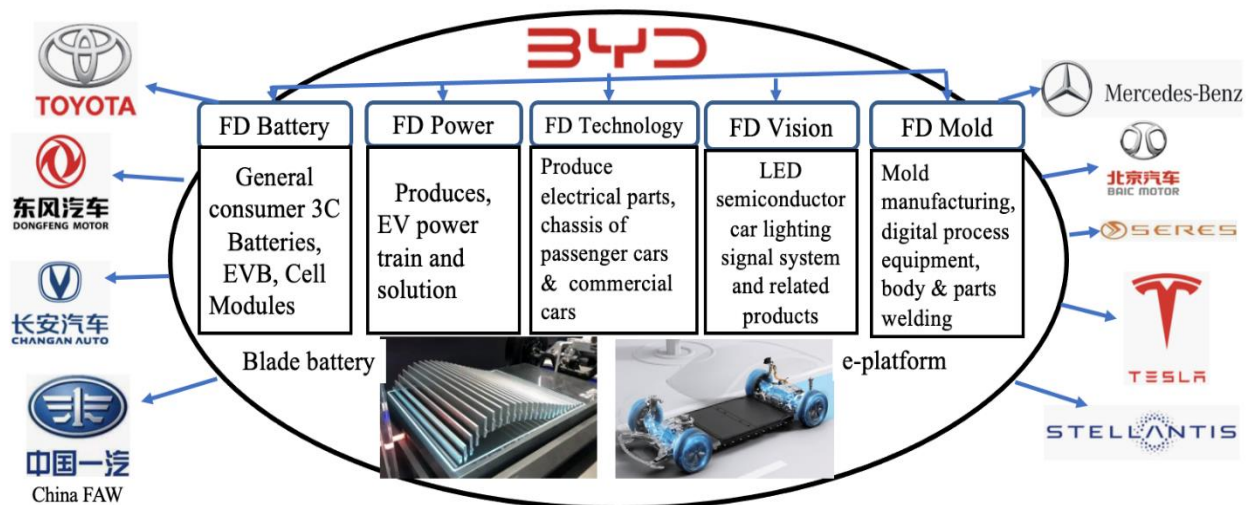 BYD
TOYOTA
东风汽车
DONGFENG MOTOR
长安汽车
CHANGAN AUTO
中国一汽
China FAW
FD Battery
General
consumer 3C
Batteries,
EVB, Cell
Modules
FD Power
Produces,
EV power
train and
solution
FD Technology
Produce
electrical parts,
chassis of
passenger cars
& commercial
cars
FD Vision
LED
semiconductor
car lighting
signal system
and related
products
FD Mold
Mold
manufacturing,
digital process
equipment,
body & parts
welding
Blade battery
e-platform
Mercedes-Benz
北京汽车
BAIC MOTOR
SERES
TESLA
STELLANTIS